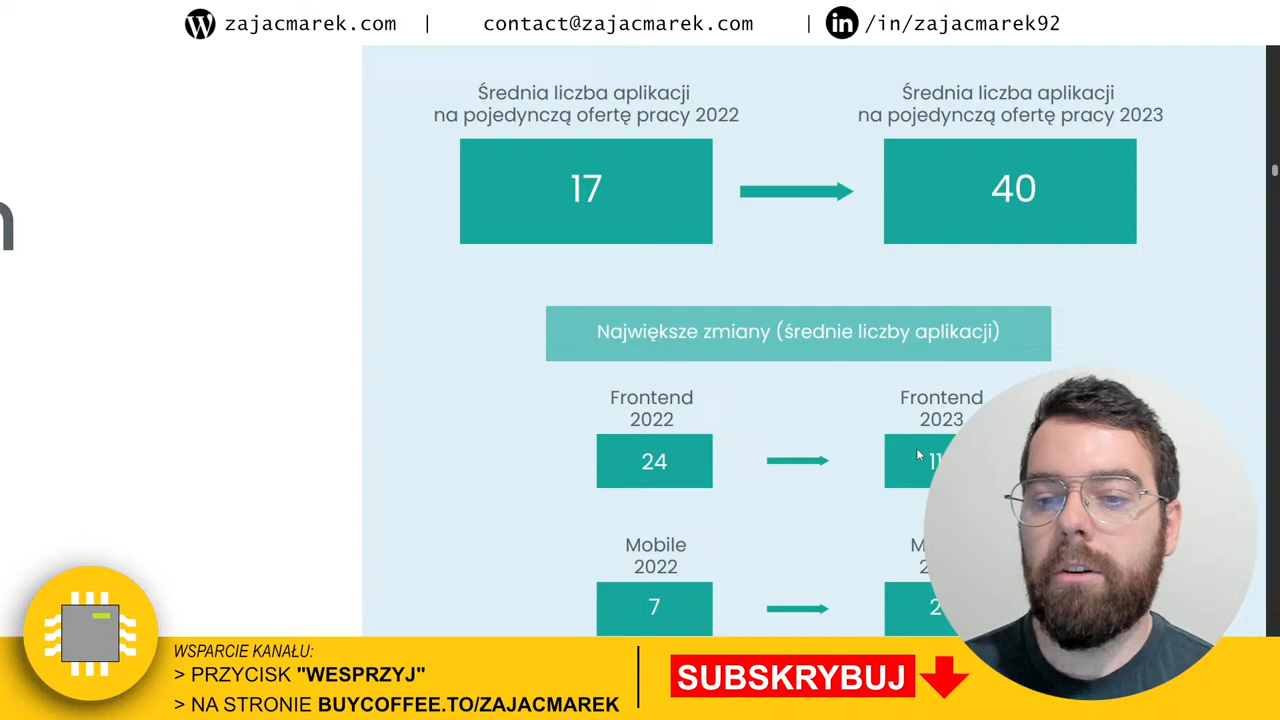 zajacmarek.com | contact@zajacmarek.com | in /in/zajacmarek92
Średnia liczba aplikacji
na pojedynczą ofertę pracy 2022
Średnia liczba aplikacji
na pojedynczą ofertę pracy 2023
17
40
Największe zmiany (średnie liczby aplikacji)
Frontend
2022
Frontend
2023
24
Mobile
2022
7
WSPARCIE KANAŁU:
> PRZYCISK "WESPRZYJ"
> NA STRONIE BUYCOFFEE.TO/ZAJACMAREK
SUBSKRYBUJ